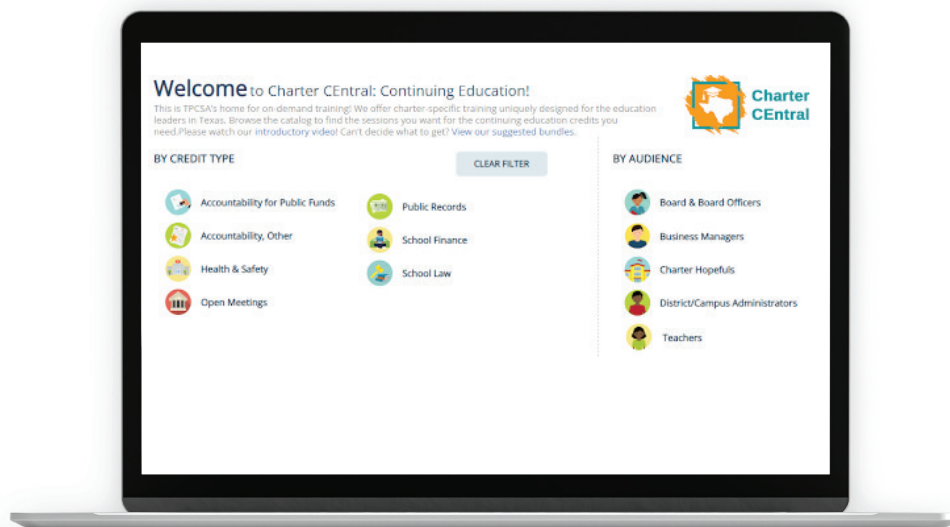 Welcome to Charter CEntral: Continuing Education!
This is TPCSA's home for on-demand training! We offer charter-specific training uniquely designed for the education
leaders in Texas. Browse the catalog to find the sessions you want for the continuing education credits you
need.Please watch our introductory video! Can't decide what to get? View our suggested bundles.
Charter
CEntral
BY CREDIT TYPE
CLEAR FILTER
Accountability for Public Funds
Accountability, Other
Health & Safety
Open Meetings
Public Records
School Finance
School Law
BY AUDIENCE
Board & Board Officers
Business Managers
Charter Hopefuls
District/Campus Administrators
Teachers